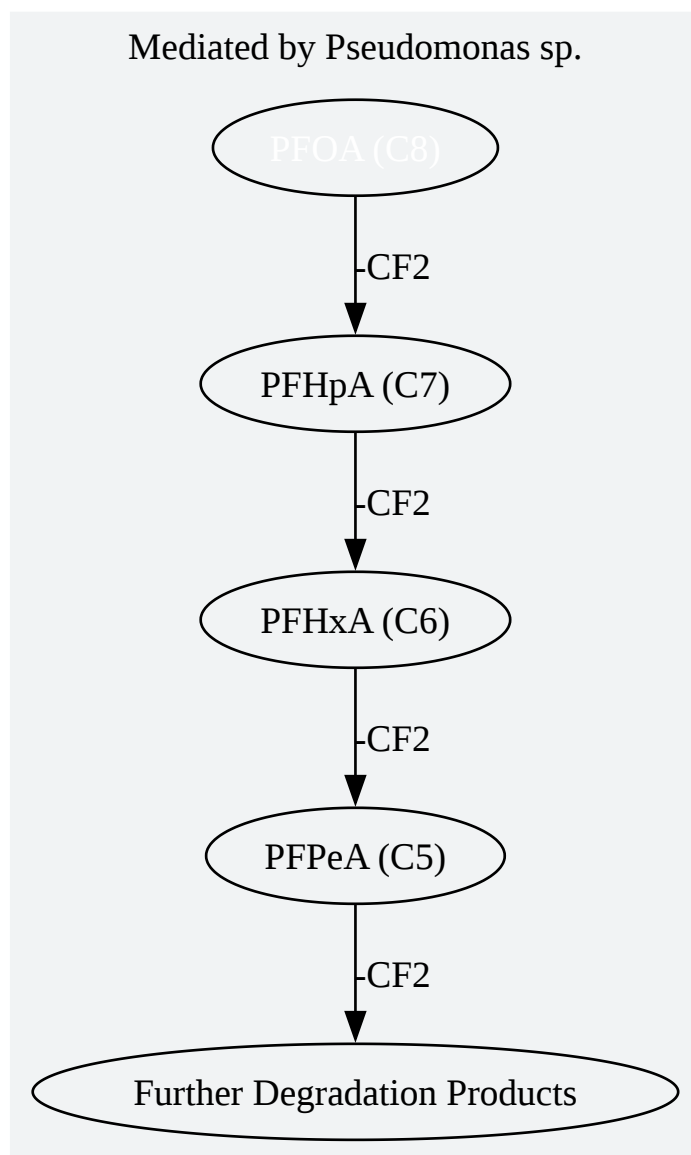 Mediated by Pseudomonas sp.
PFOA (C8)
-CF2
PFHpA (C7)
-CF2
PFHxA (C6)
-CF2
PFPeA (C5)
-CF2
Further Degradation Products